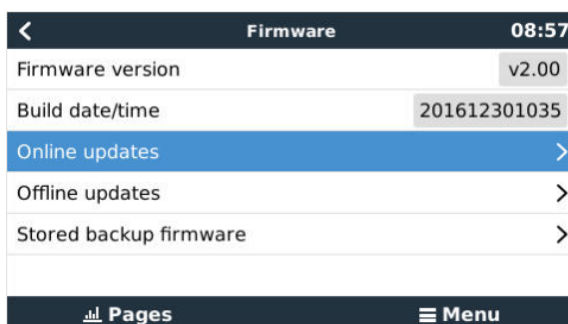 Firmware 08:57
Firmware version v2.00
Build date/time 201612301035
Online updates
Offline updates
Stored backup firmware
Pages Menu